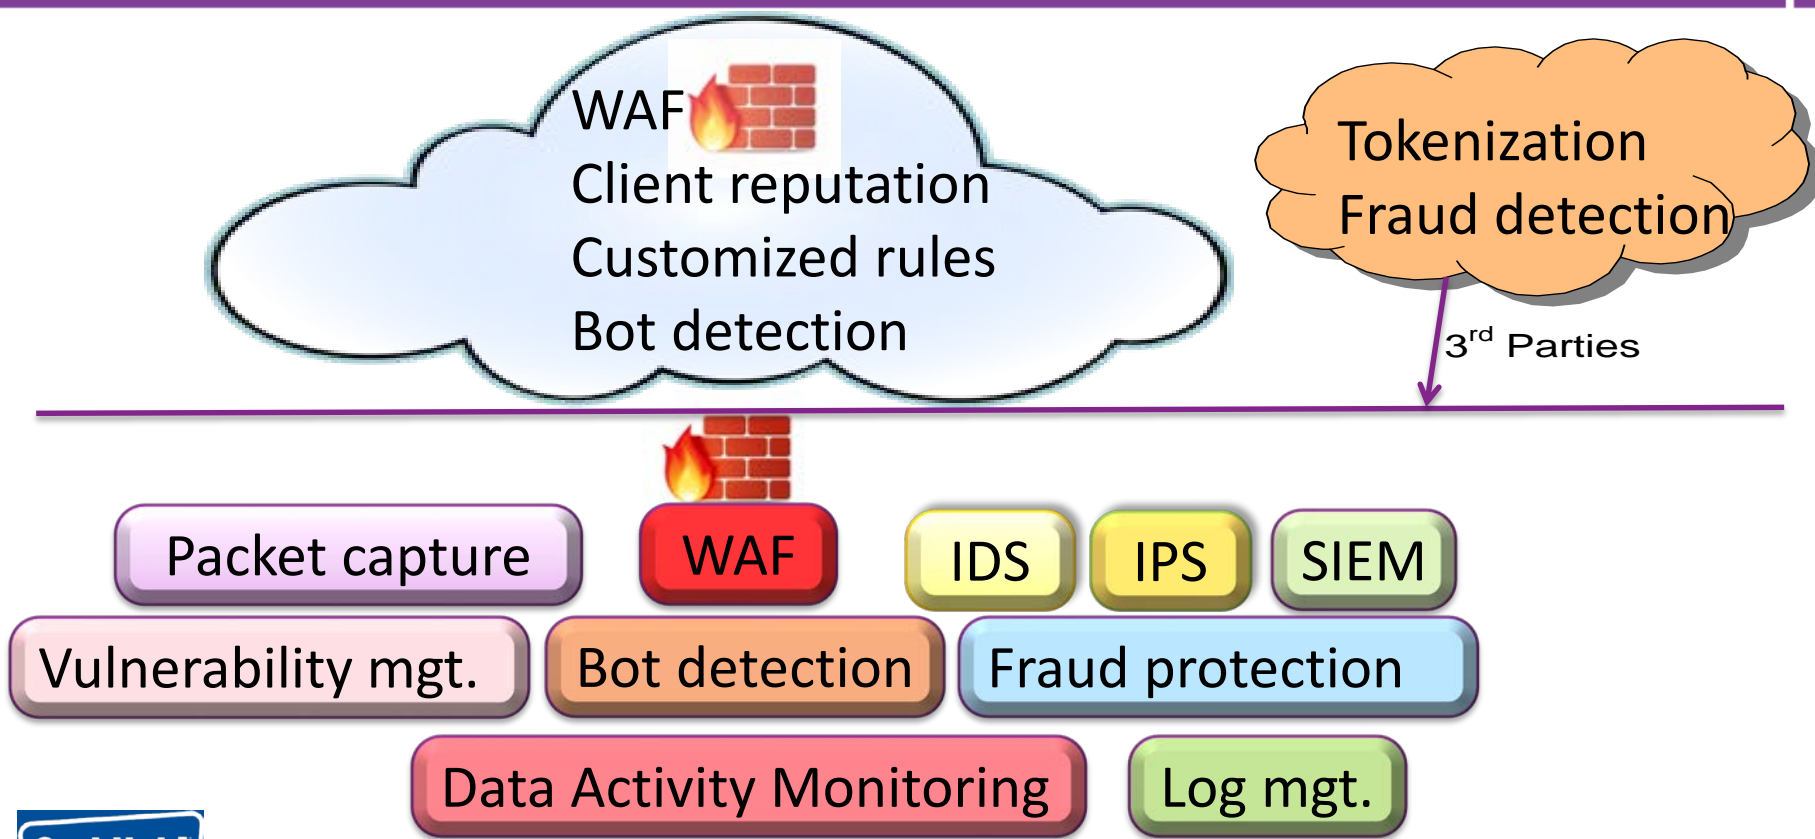 WAF
Client reputation
Customized rules
Bot detection
Tokenization
Fraud detection
3rd Parties
Packet capture
WAF
IDS
IPS
SIEM
Vulnerability mgt.
Bot detection
Fraud protection
Data Activity Monitoring
Log mgt.